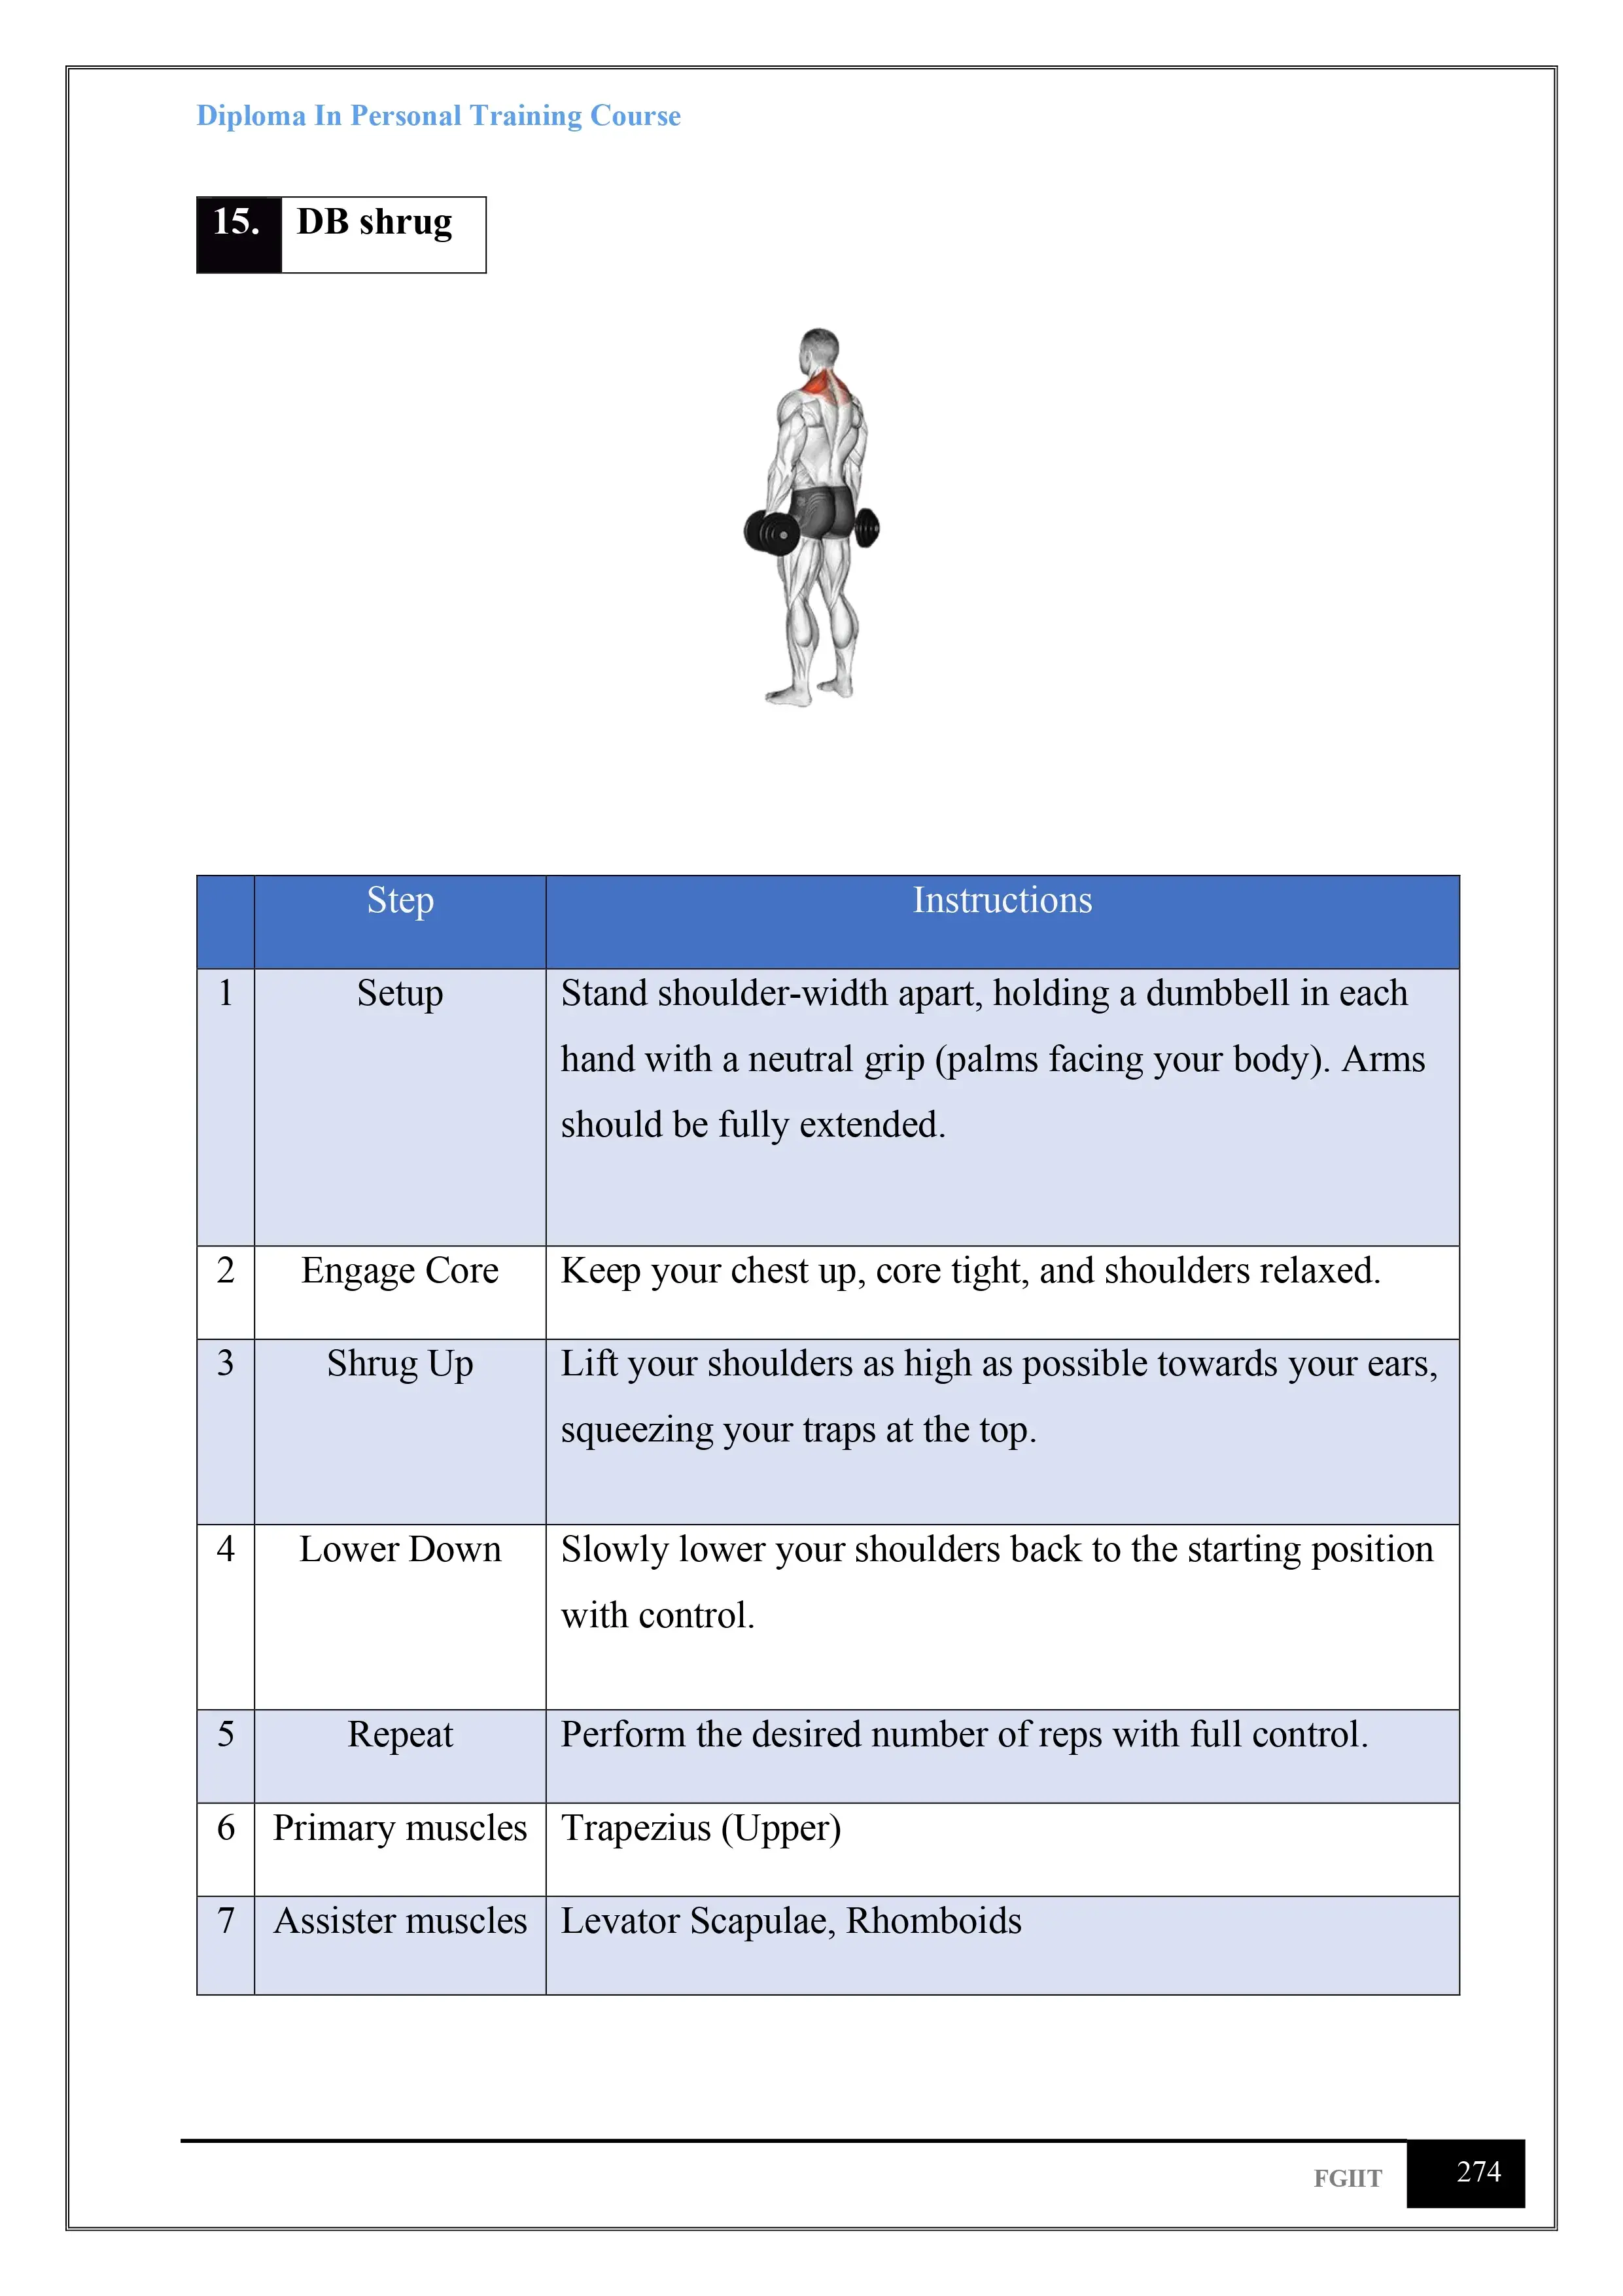 Diploma In Personal Training Course
15. DB shrug
Step Instructions
1 Setup Stand shoulder-width apart, holding a dumbbell in each
hand with a neutral grip (palms facing your body). Arms
should be fully extended.
2 Engage Core Keep your chest up, core tight, and shoulders relaxed.
3 Shrug Up Lift your shoulders as high as possible towards your ears,
squeezing your traps at the top.
4 Lower Down Slowly lower your shoulders back to the starting position
with control.
5 Repeat Perform the desired number of reps with full control.
6 Primary muscles Trapezius (Upper)
7 Assister muscles Levator Scapulae, Rhomboids
FGIIT 274